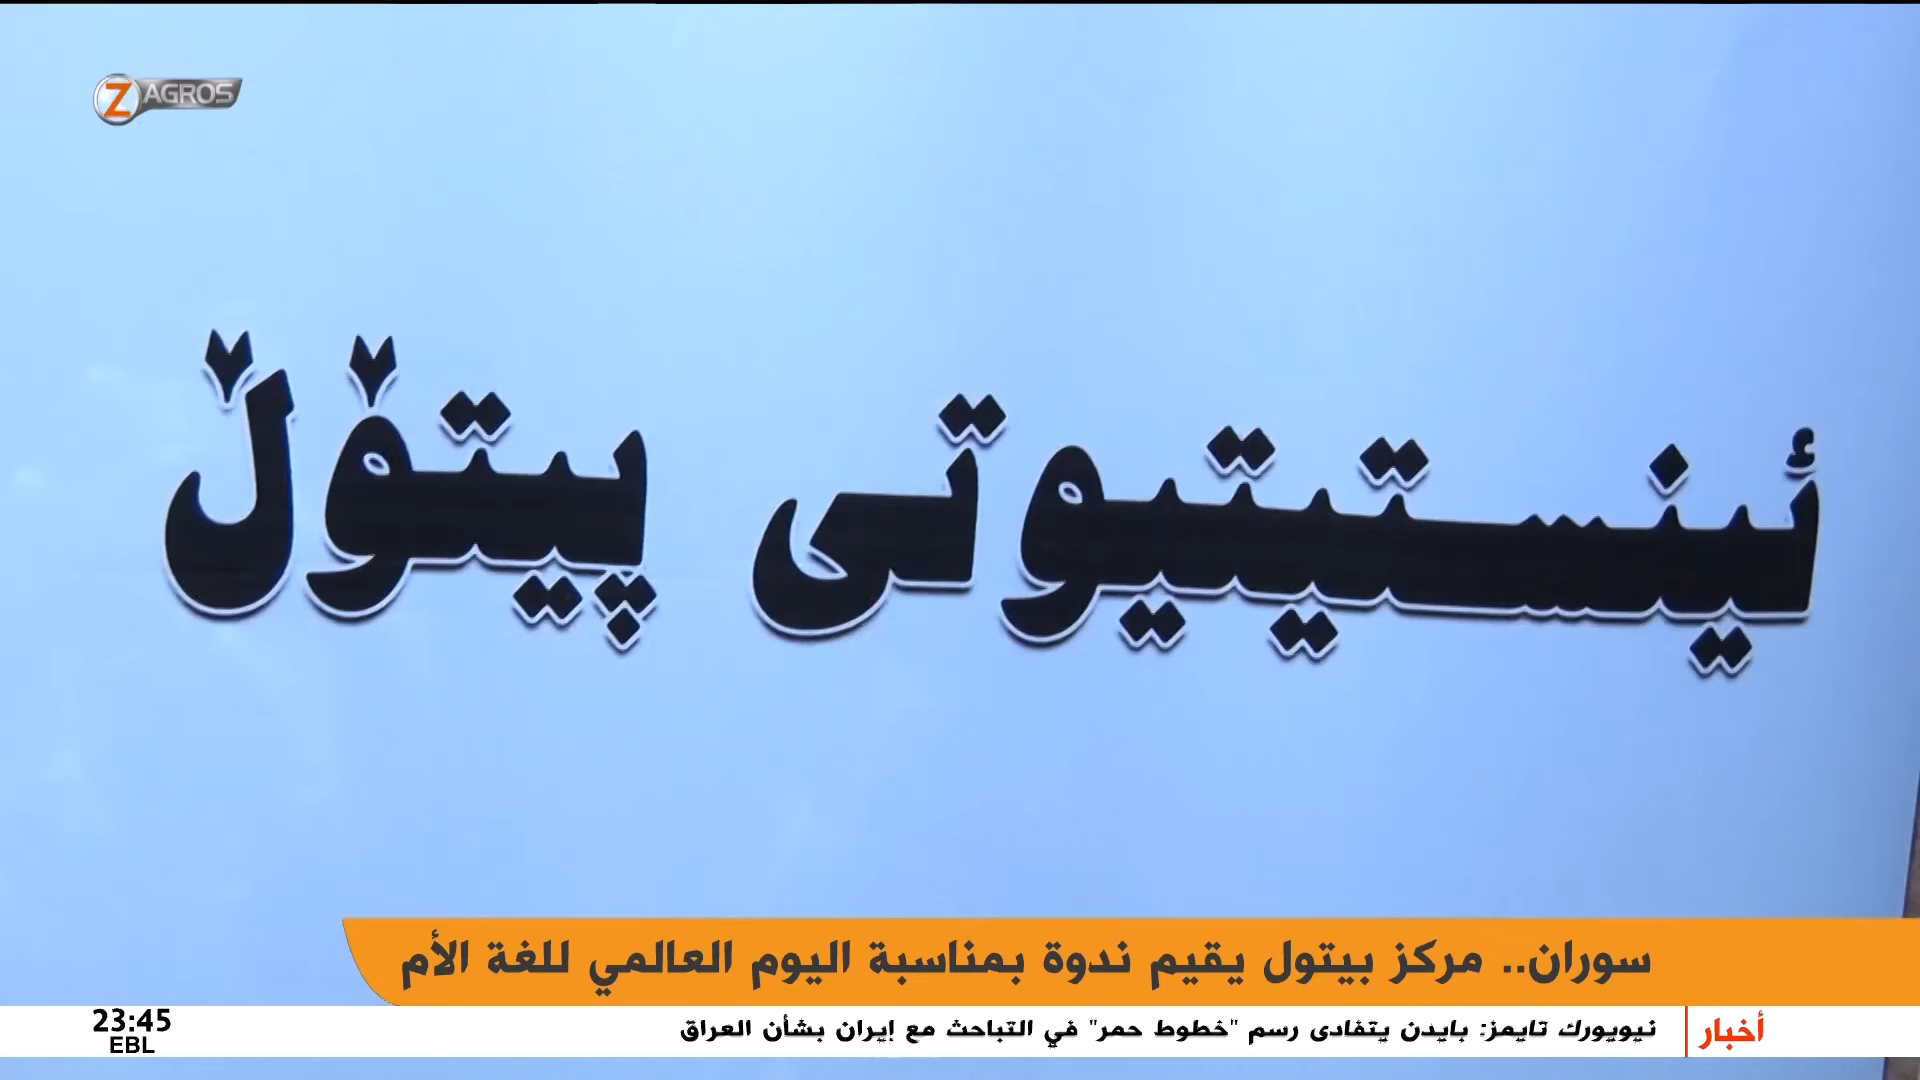 ZAGROS
ئینستیتیوتی پیتۆڵ
سوران.. مركز بيتول يقيم ندوة بمناسبة اليوم العالمي للغة الأم
أخبار
نيويورك تايمز: بايدن يتفادى رسم "خطوط حمر" في التباحث مع إيران بشأن العراق
23:45
EBL